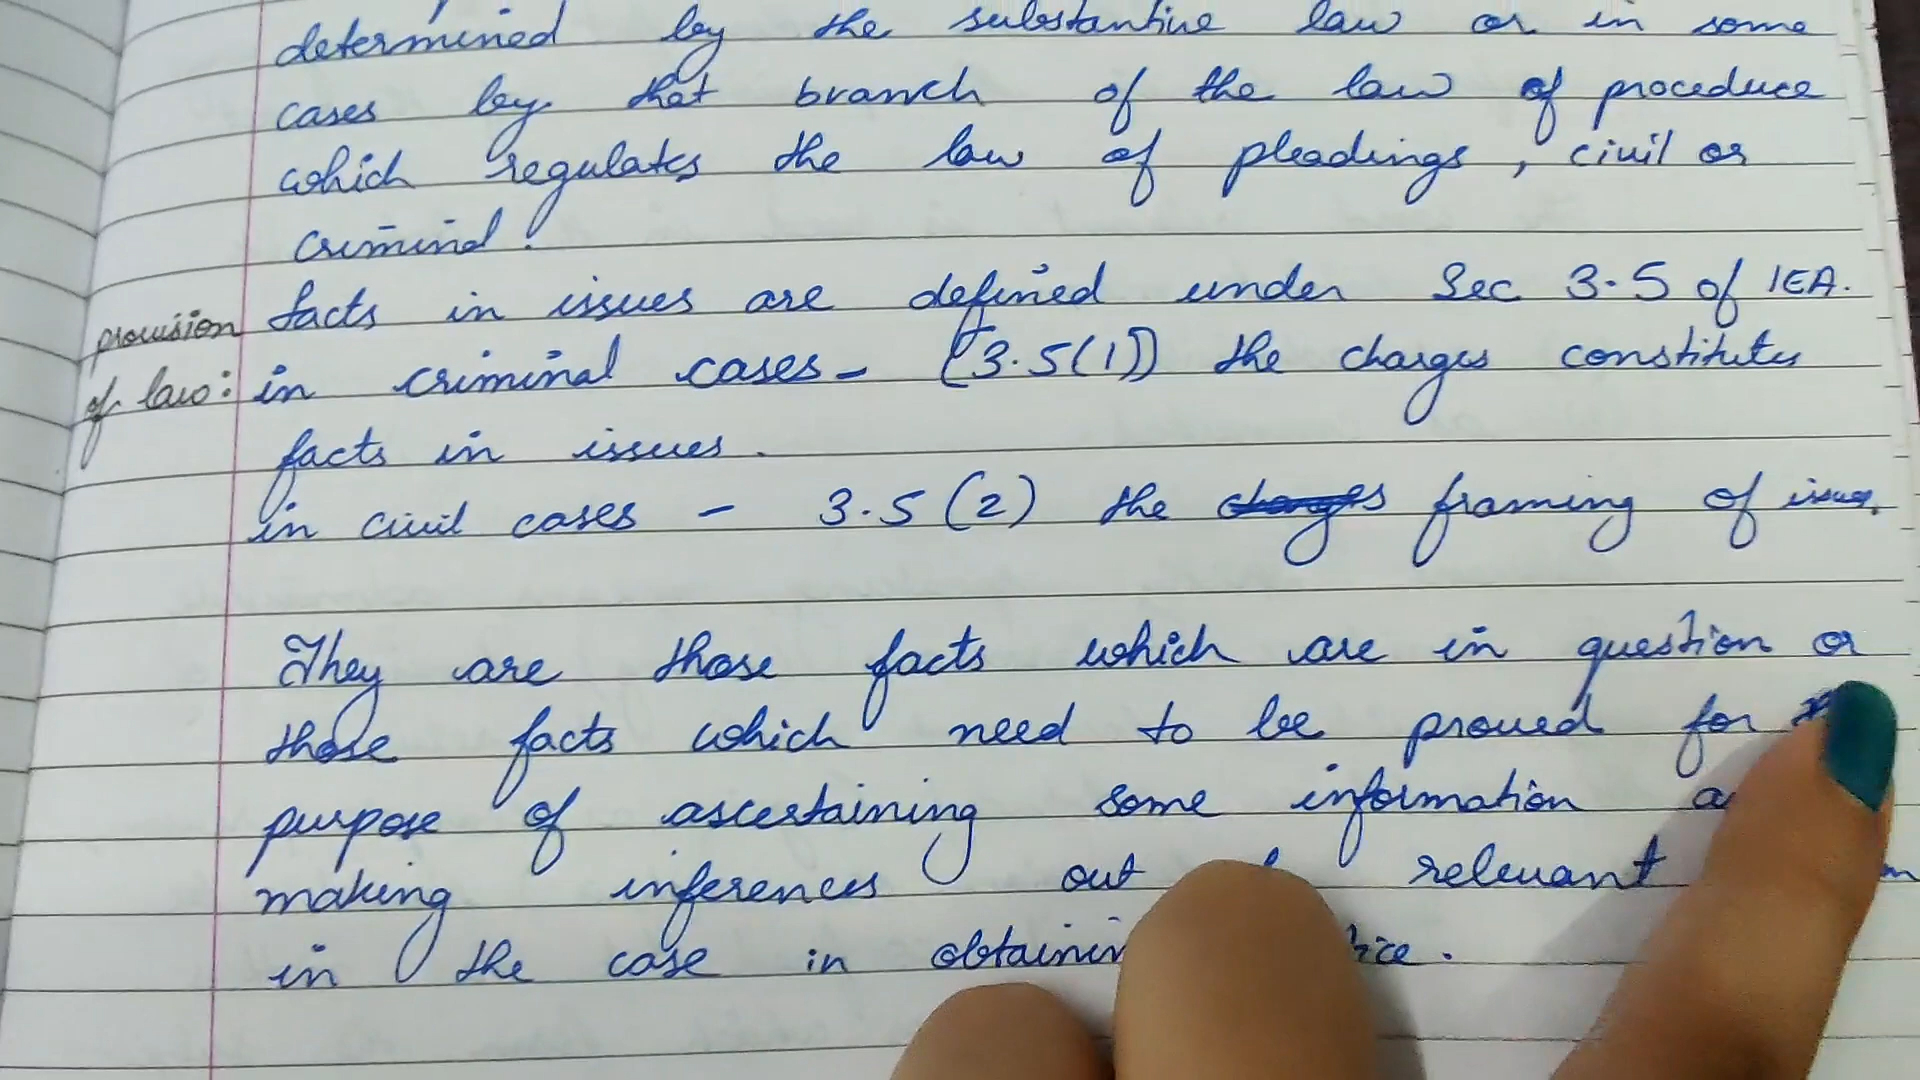 determined by the substantive law or in some
cases by that branch of the law of procedure
which regulates the law of pleadings, civil or
criminal.
facts in issues are defined under Sec 3.5 of IEA.
provision
of law:
in criminal cases - (3.5(1)) the charges constitutes
facts in issues.
in civil cases - 3.5 (2) the framing of issues.
They are those facts which are in question or
those facts which need to be proved for
purpose of ascertaining some information
making inferences out relevant
in the case in